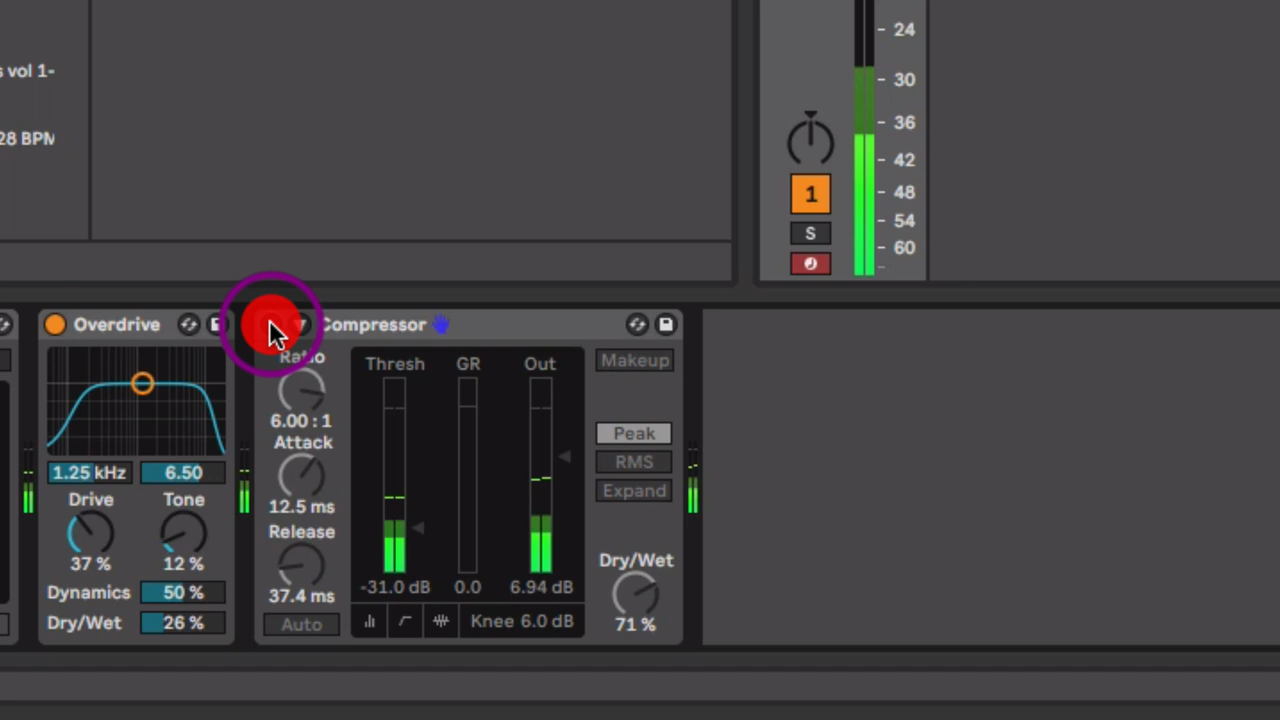 s vol 1-
28 BPM
24
30
36
42
48
54
60
1
S
Overdrive
1.25 kHz 6.50
Drive Tone
37 % 12 %
Dynamics 50 %
Dry/Wet 26 %
Compressor
Ratio
6.00 : 1
Attack
12.5 ms
Release
37.4 ms
Auto
Thresh GR Out
-31.0 dB 0.0 6.94 dB
Knee 6.0 dB
Makeup
Peak
RMS
Expand
Dry/Wet
71 %